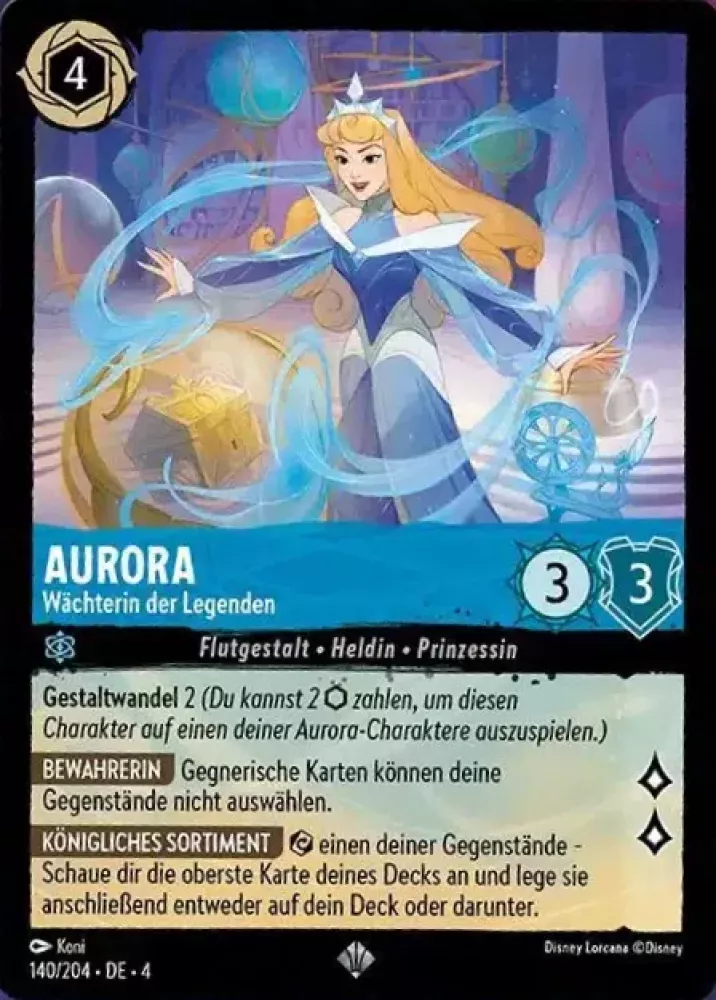 4
AURORA
Wächterin der Legenden
3
3
Flutgestalt • Heldin • Prinzessin
Gestaltwandel 2 (Du kannst 2 zahlen, um diesen
Charakter auf einen deiner Aurora-Charaktere auszuspielen.)
BEWAHRERIN Gegnerische Karten können deine
Gegenstände nicht auswählen.
KÖNIGLICHES SORTIMENT einen deiner Gegenstände -
Schaue dir die oberste Karte deines Decks an und lege sie
anschließend entweder auf dein Deck oder darunter.
Koni
140/204 • DE • 4
Disney Lorcana ©Disney